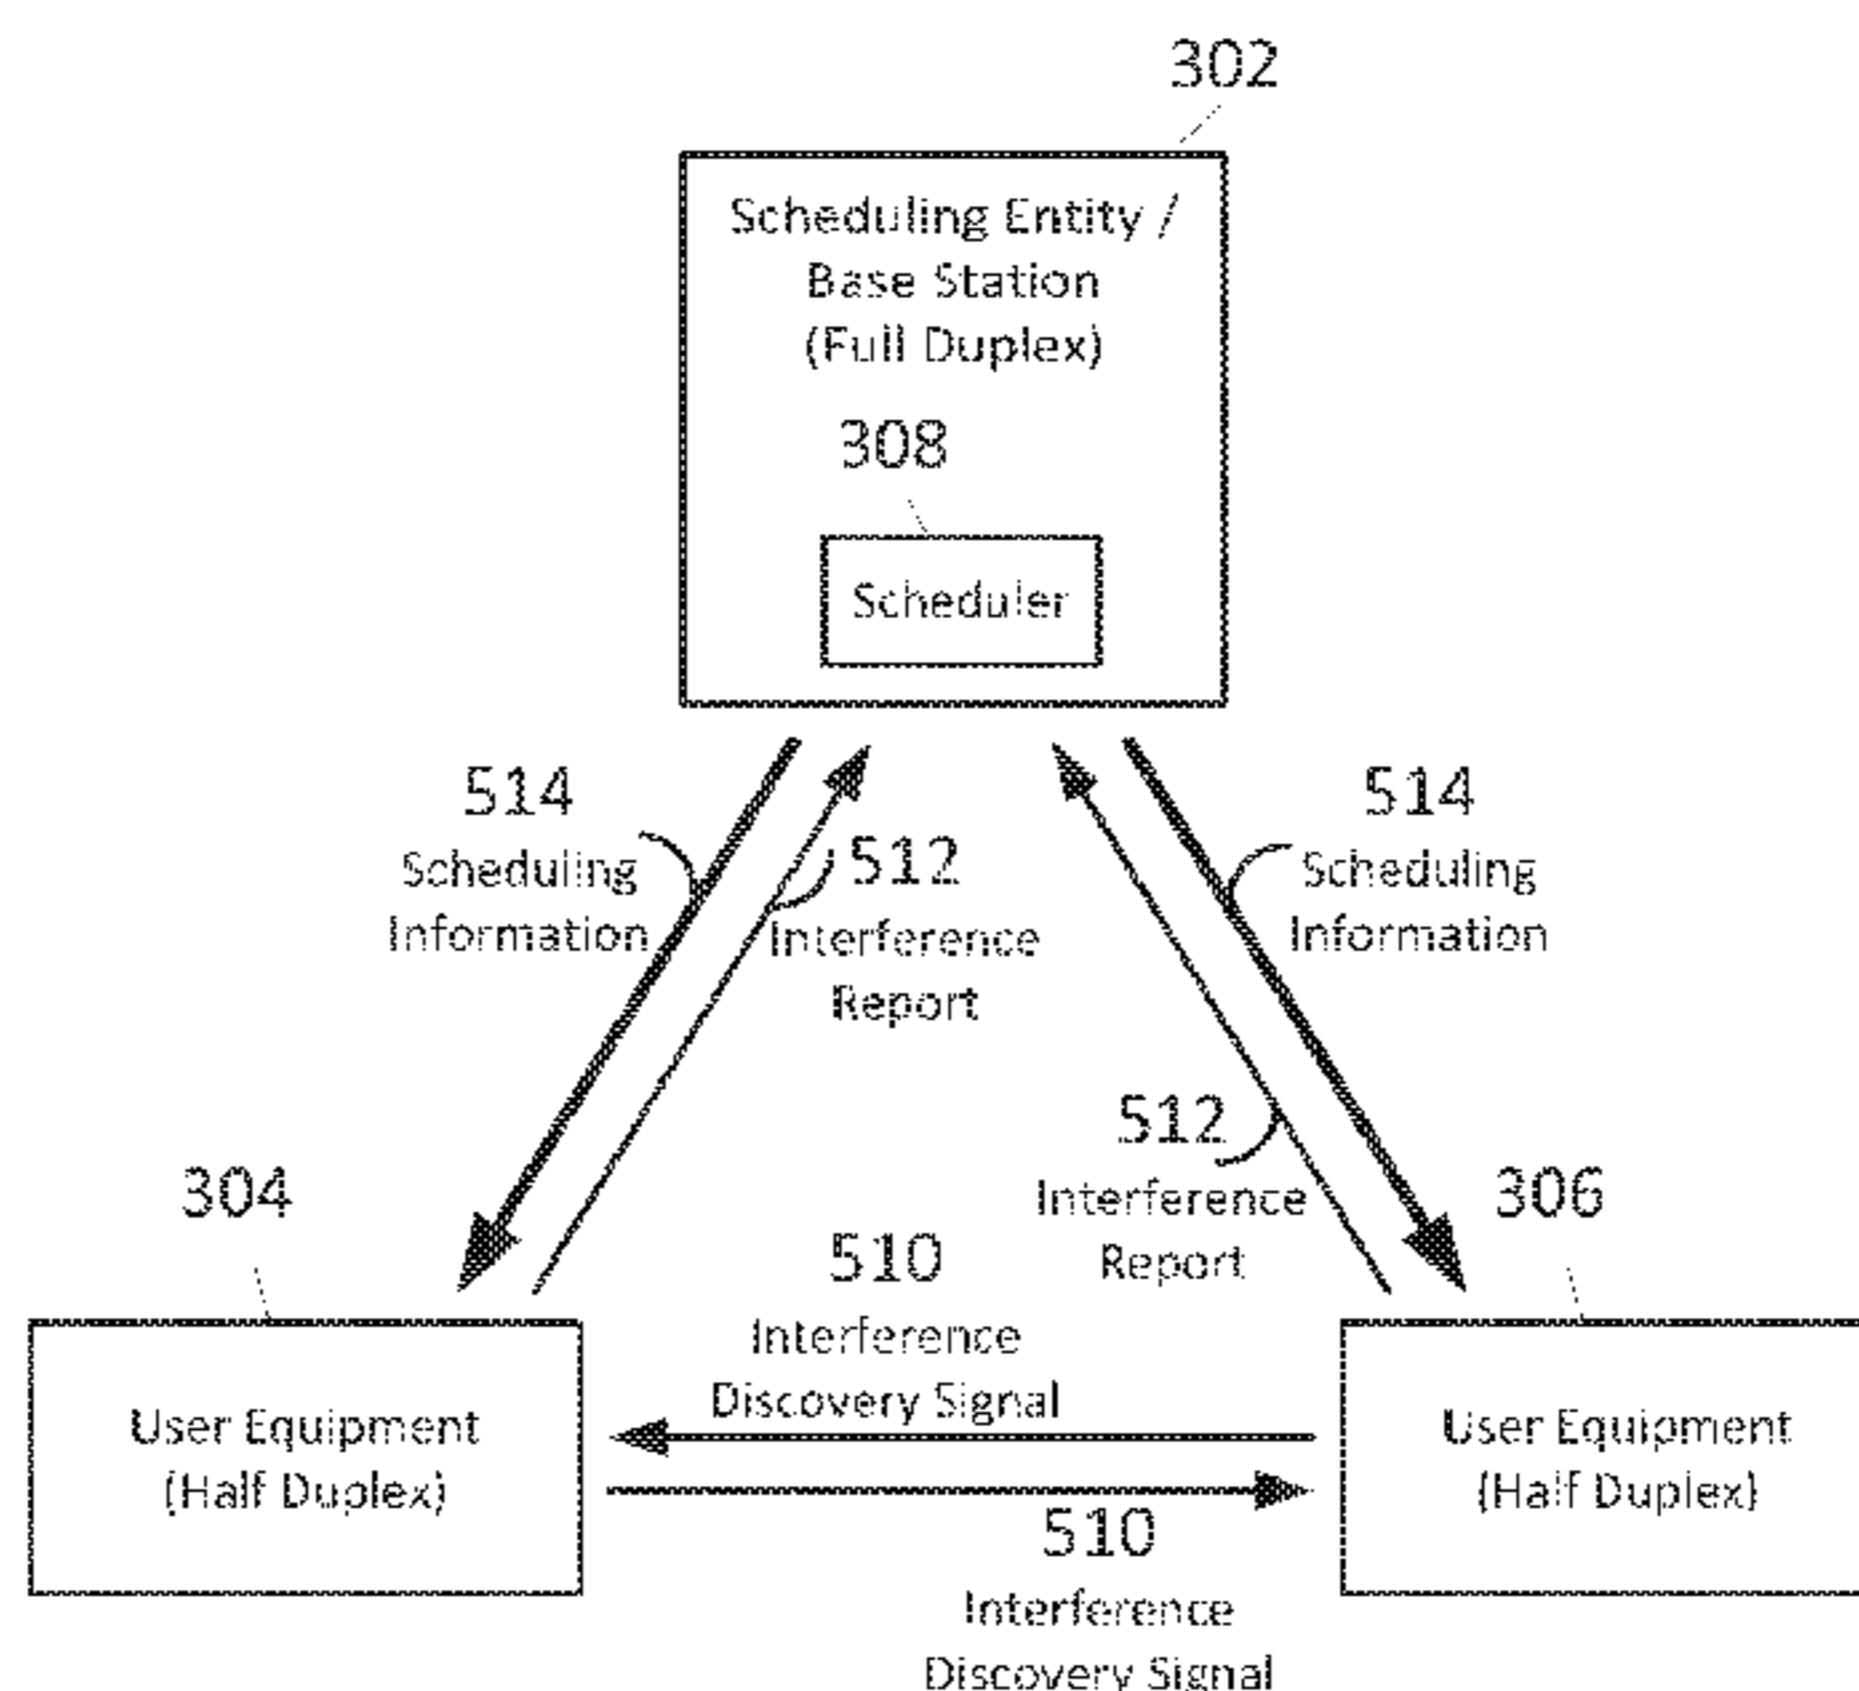 302
Scheduling Entity /
Base Station
(Full Duplex)
308
Scheduler
514
Scheduling
Information
512
Interference
Report
514
Scheduling
Information
512
Interference
Report
304
306
510
Interference
Discovery Signal
User Equipment
(Half Duplex)
User Equipment
(Half Duplex)
510
Interference
Discovery Signal